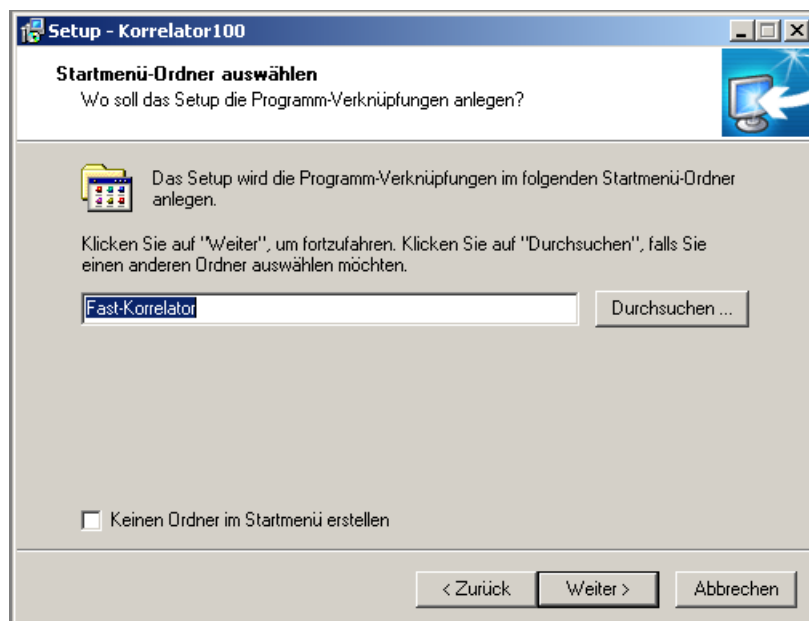 Setup - Korrelator100
Startmenü-Ordner auswählen
Wo soll das Setup die Programm-Verknüpfungen anlegen?
Das Setup wird die Programm-Verknüpfungen im folgenden Startmenü-Ordner
anlegen.
Klicken Sie auf "Weiter", um fortzufahren. Klicken Sie auf "Durchsuchen", falls Sie
einen anderen Ordner auswählen möchten.
Fast-Korrelator
Durchsuchen ...
Keinen Ordner im Startmenü erstellen
< Zurück
Weiter >
Abbrechen